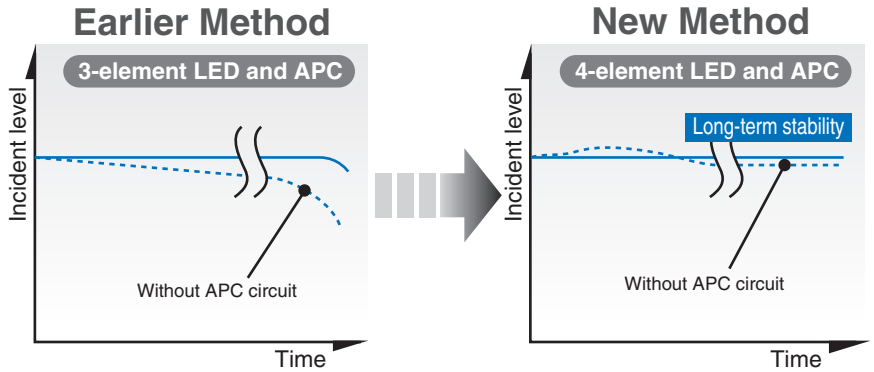 Earlier Method
3-element LED and APC
Incident level
Without APC circuit
Time
New Method
4-element LED and APC
Long-term stability
Incident level
Without APC circuit
Time